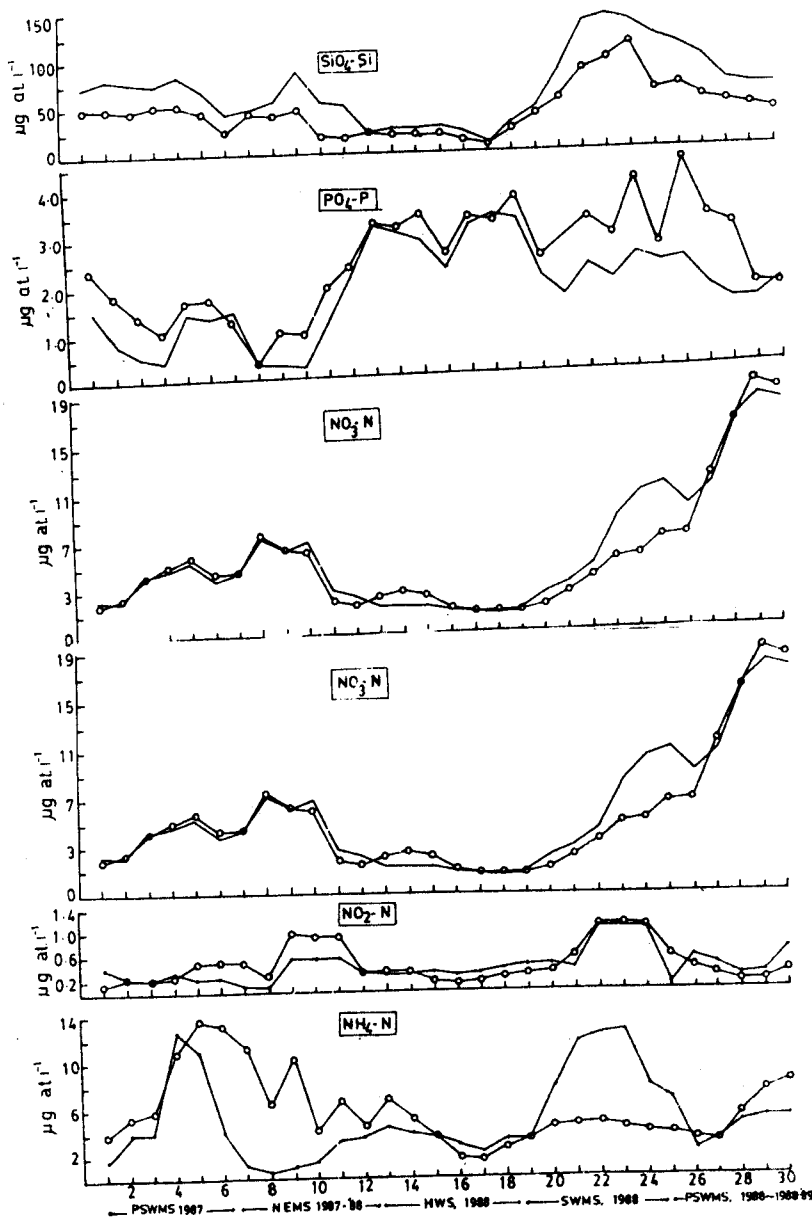 150
100
50
0
µg at l⁻¹
SiO₄-Si
4·0
3·0
2·0
1·0
0
µg at l⁻¹
PO₄-P
19
15
11
7
3
0
µg at l⁻¹
NO₃-N
19
15
11
7
3
0
µg at l⁻¹
NO₃-N
1·4
1·0
0·6
0·2
µg at l⁻¹
NO₂-N
14
10
6
2
µg at l⁻¹
NH₄-N
2 4 6 8 10 12 14 16 18 20 22 24 26 28 30
PSWMS 1987 NEMS 1987-'88 HWS, 1988 SWMS, 1988 PSWMS, 1988-1988-89